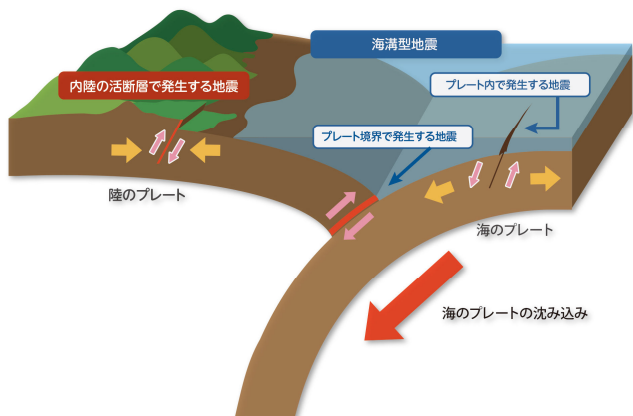 海溝型地震
内陸の活断層で発生する地震
プレート内で発生する地震
プレート境界で発生する地震
陸のプレート
海のプレート
海のプレートの沈み込み